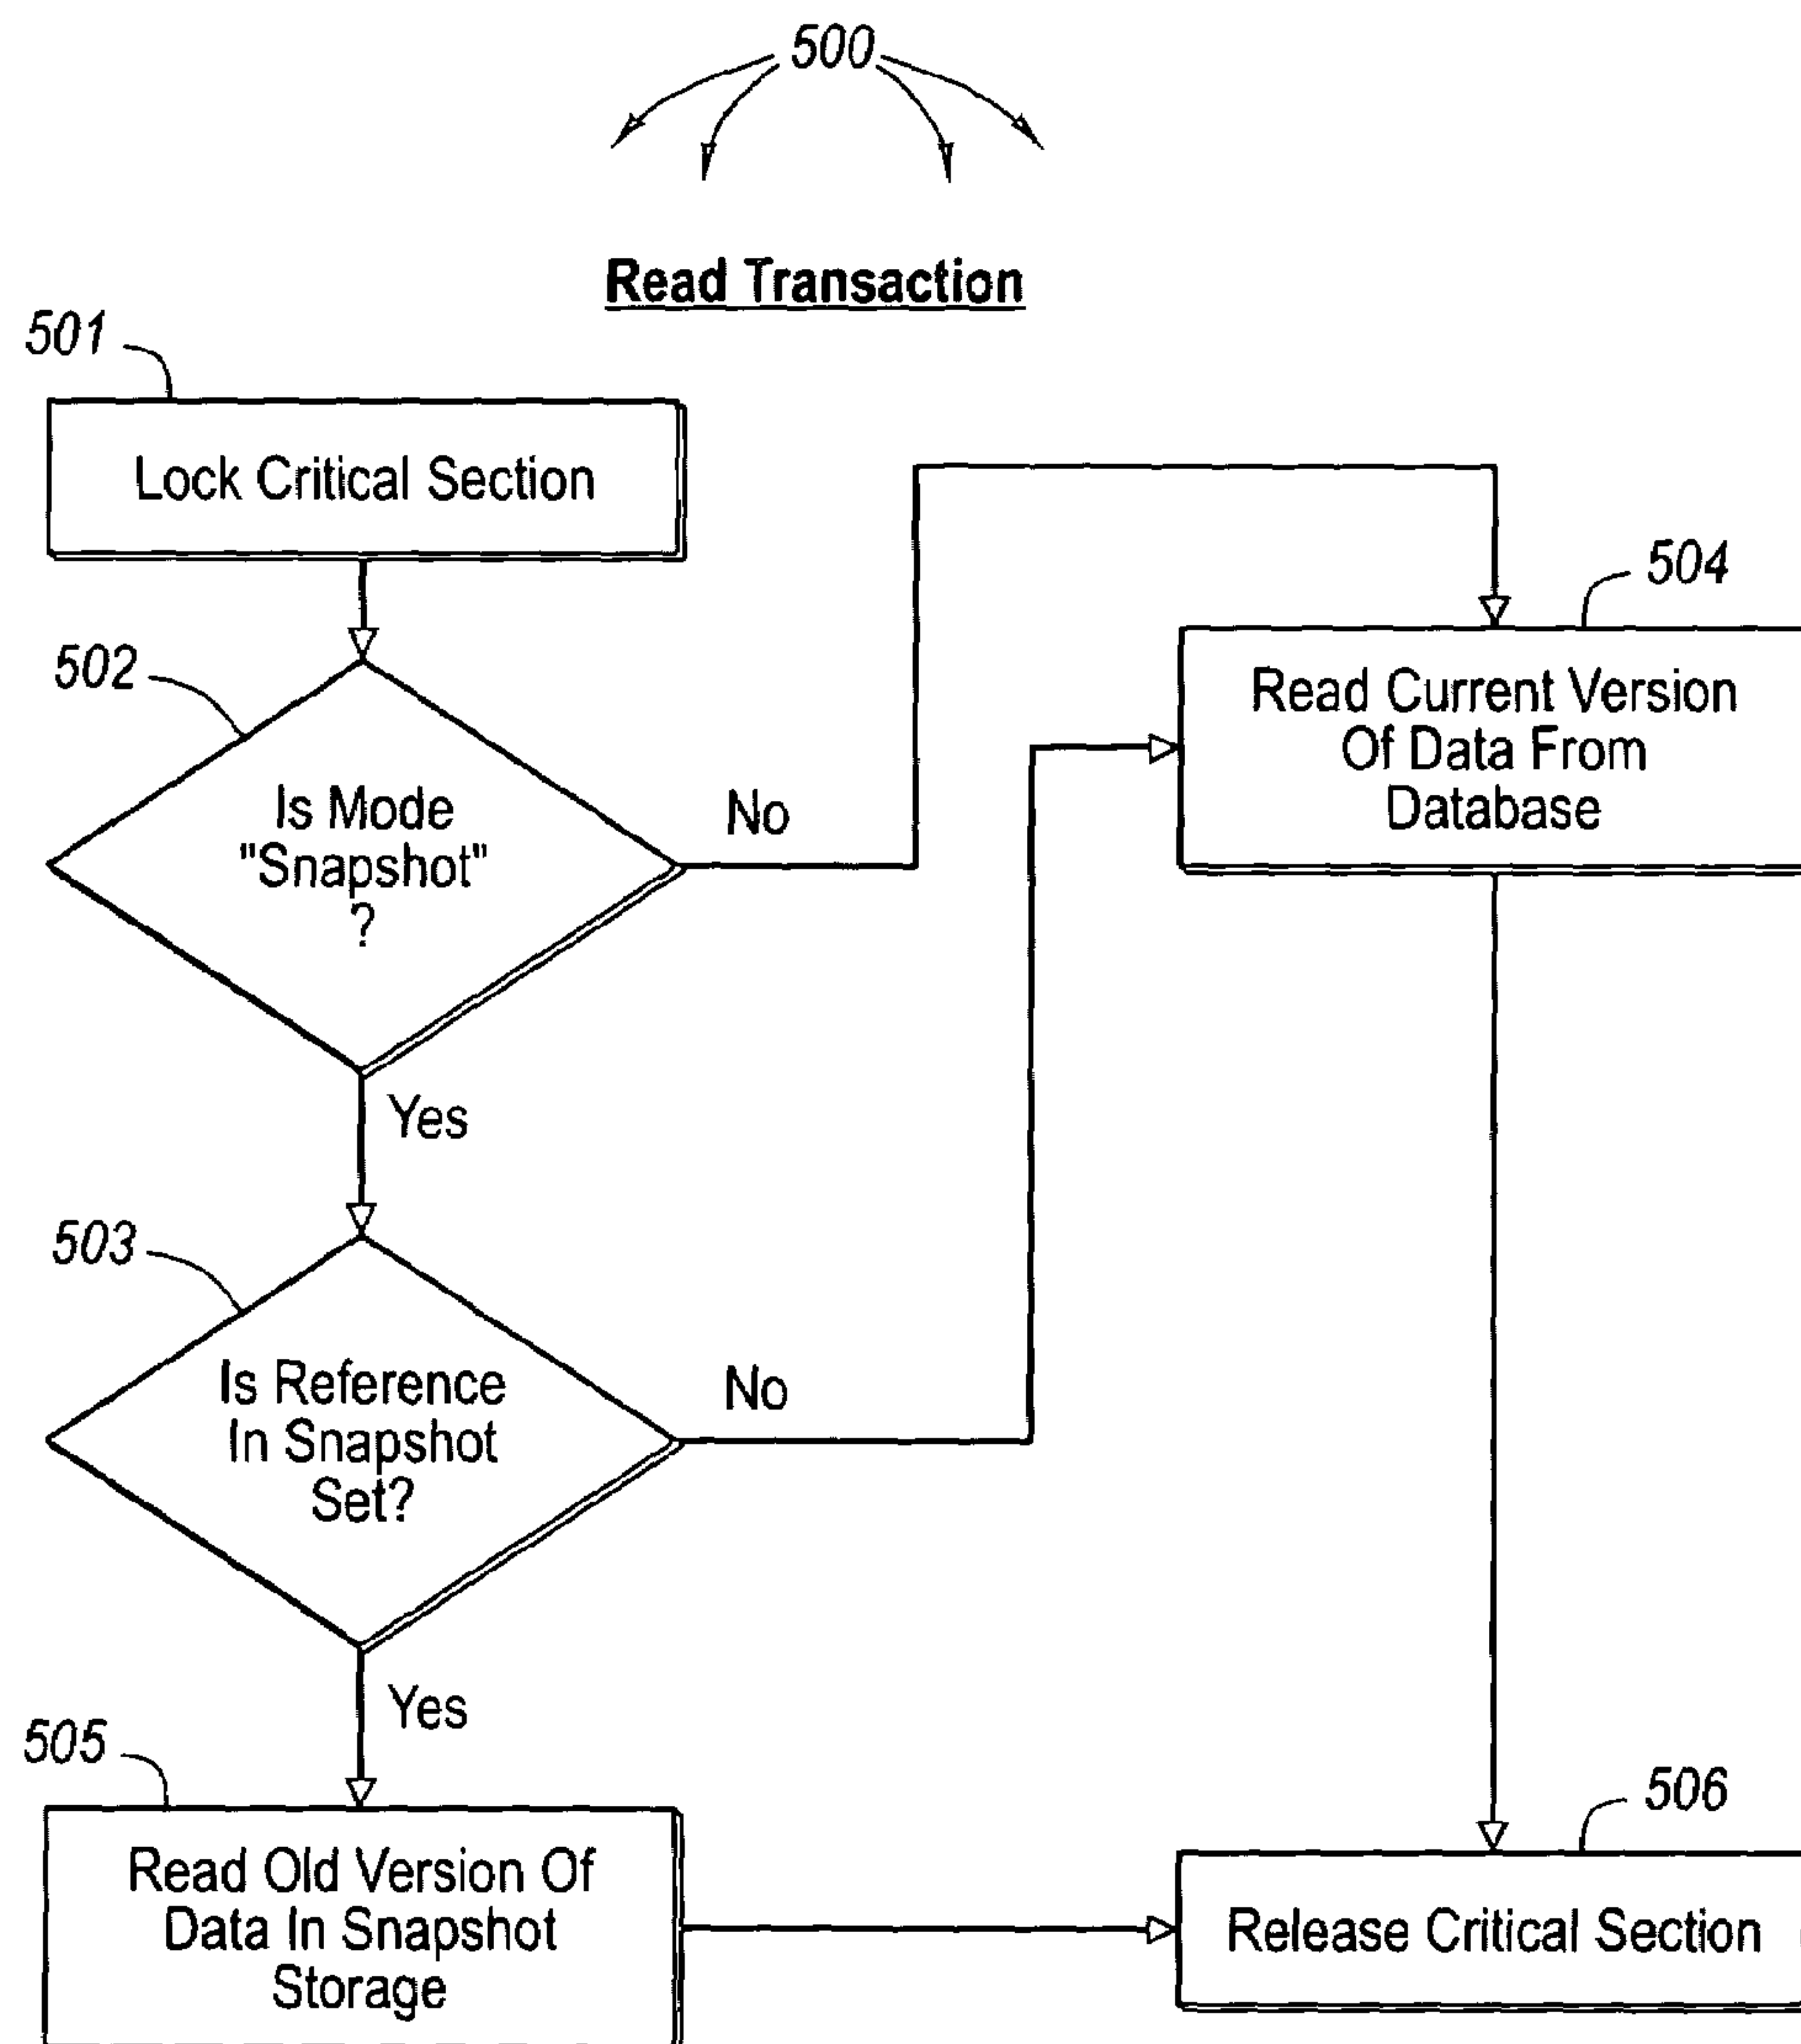 500
Read Transaction
501
Lock Critical Section
502
Is Mode
"Snapshot"
?
No
Yes
504
Read Current Version
Of Data From
Database
503
Is Reference
In Snapshot
Set?
No
Yes
505
Read Old Version Of
Data In Snapshot
Storage
506
Release Critical Section